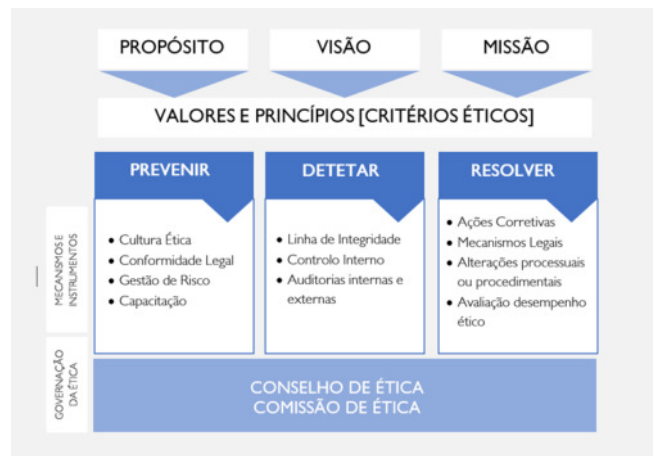 PROPÓSITO
VISÃO
MISSÃO
VALORES E PRINCÍPIOS [CRITÉRIOS ÉTICOS]
PREVENIR
DETETAR
RESOLVER
MECANISMOS E
INSTRUMENTOS
• Cultura Ética
• Conformidade Legal
• Gestão de Risco
• Capacitação
• Linha de Integridade
• Controlo Interno
• Auditorias internas e
externas
• Ações Corretivas
• Mecanismos Legais
• Alterações processuais
ou procedimentais
• Avaliação desempenho
ético
GOVERNAÇÃO
DA ÉTICA
CONSELHO DE ÉTICA
COMISSÃO DE ÉTICA